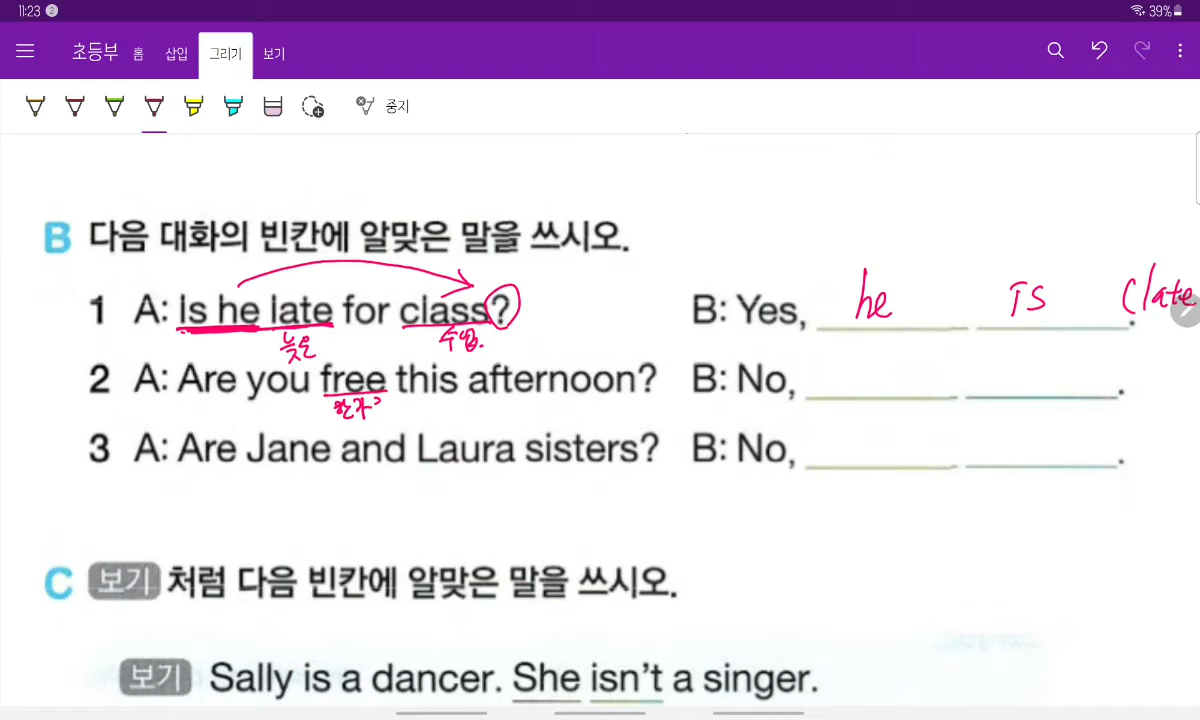 11:23 2 39%
초등부 홈 삽입 그리기 보기
중지
B 다음 대화의 빈칸에 알맞은 말을 쓰시오.
1 A: Is he late for class? B: Yes, he is (late.
늦은 수업.
2 A: Are you free this afternoon? B: No, .
3 A: Are Jane and Laura sisters? B: No, .
C 보기 처럼 다음 빈칸에 알맞은 말을 쓰시오.
보기 Sally is a dancer. She isn't a singer.